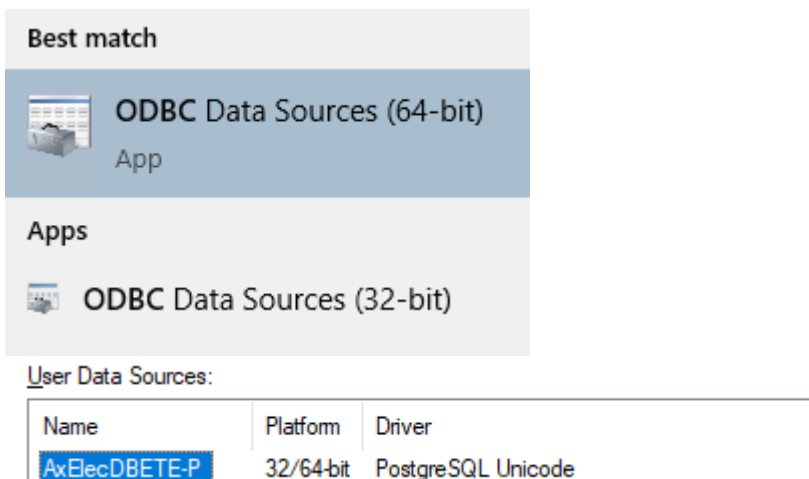 Best match
ODBC Data Sources (64-bit)
App
Apps
ODBC Data Sources (32-bit)
User Data Sources:
Name Platform Driver
AxElecDBETE-P 32/64-bit PostgreSQL Unicode